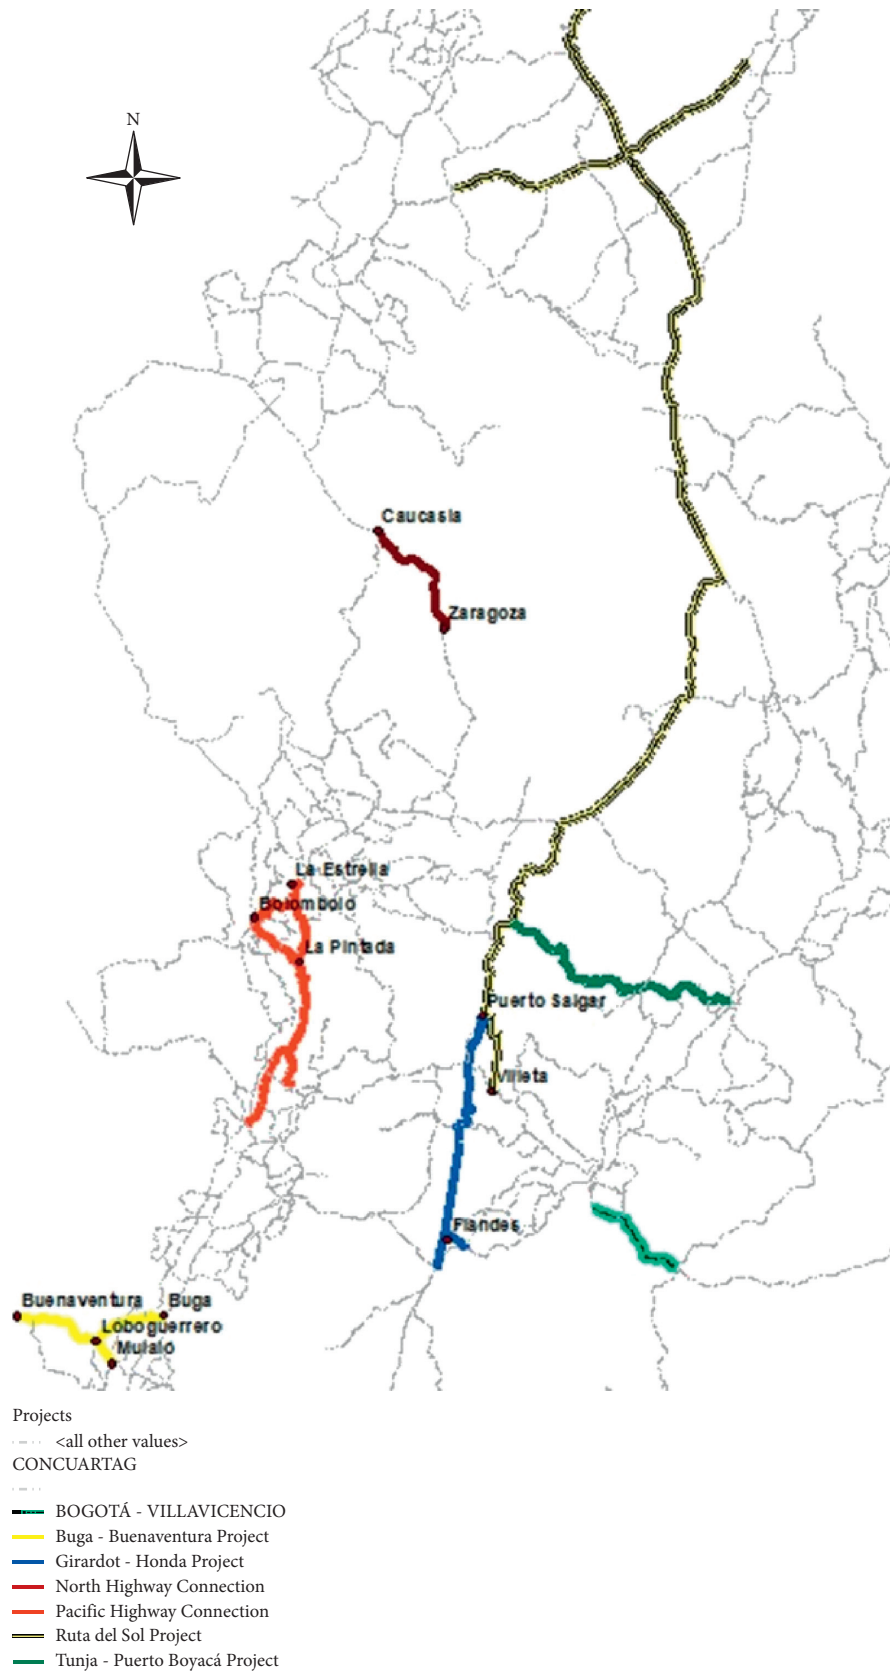 N
Caucasia
Zaragoza
La Estrella
Bolombolo
La Pintada
Puerto Salgar
Villeta
Flandes
Buenaventura
Buga
Loboguerrero
Mulaló
Projects
<all other values>
CONCUARTAG
BOGOTÁ - VILLAVICENCIO
Buga - Buenaventura Project
Girardot - Honda Project
North Highway Connection
Pacific Highway Connection
Ruta del Sol Project
Tunja - Puerto Boyacá Project